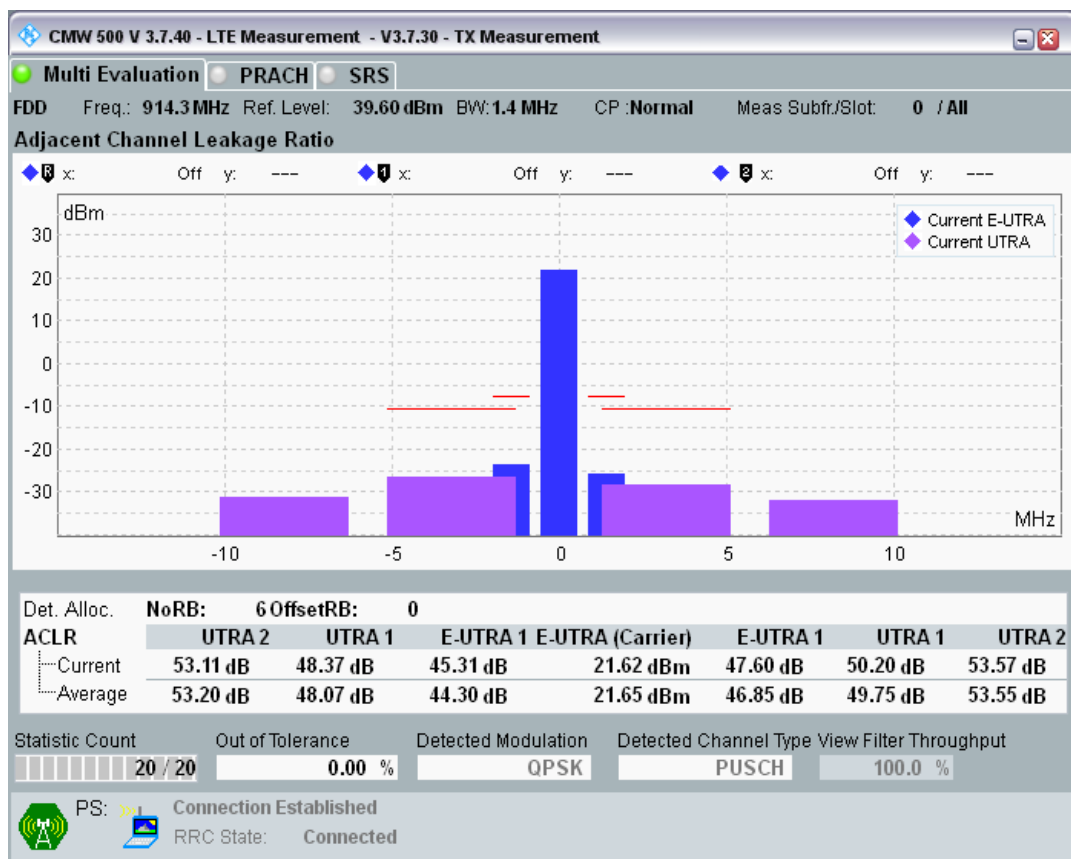 CMW 500 V 3.7.40 - LTE Measurement - V3.7.30 - TX Measurement
Multi Evaluation PRACH SRS
FDD Freq.: 914.3 MHz Ref. Level: 39.60 dBm BW: 1.4 MHz CP :Normal Meas Subfr./Slot: 0 / All
Adjacent Channel Leakage Ratio
R x: Off y: --- 1 x: Off y: --- 2 x: Off y: ---
dBm
Current E-UTRA
Current UTRA
30
20
10
0
-10
-20
-30
MHz
-10 -5 0 5 10
Det. Alloc. NoRB: 6 OffsetRB: 0
ACLR UTRA 2 UTRA 1 E-UTRA 1 E-UTRA (Carrier) E-UTRA 1 UTRA 1 UTRA 2
Current 53.11 dB 48.37 dB 45.31 dB 21.62 dBm 47.60 dB 50.20 dB 53.57 dB
Average 53.20 dB 48.07 dB 44.30 dB 21.65 dBm 46.85 dB 49.75 dB 53.55 dB
Statistic Count Out of Tolerance Detected Modulation Detected Channel Type View Filter Throughput
20 / 20 0.00 % QPSK PUSCH 100.0 %
PS: Connection Established
RRC State: Connected